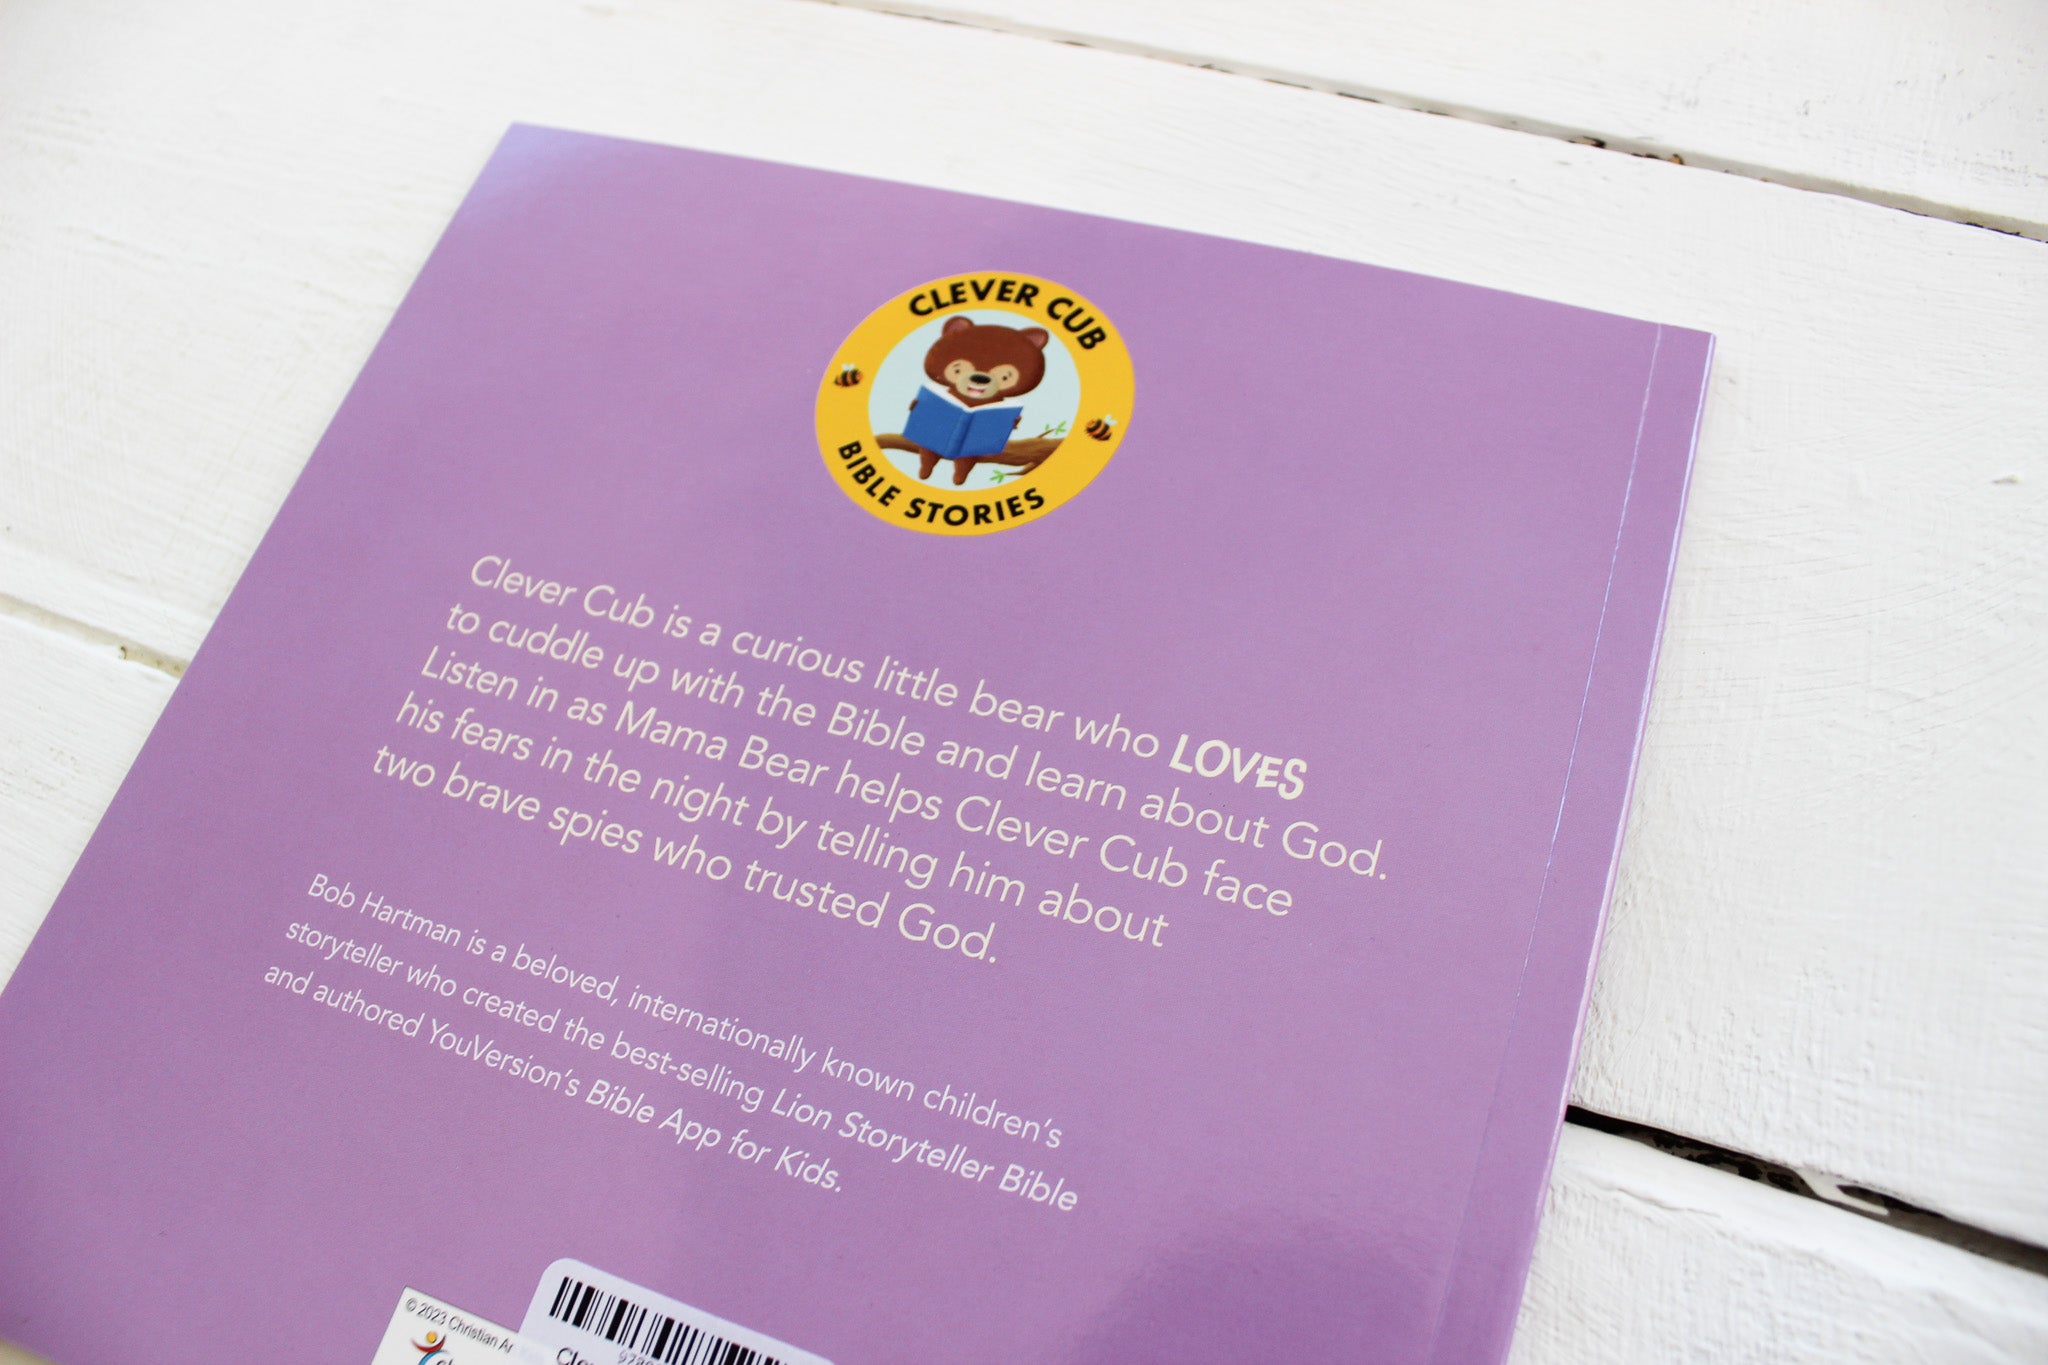 CLEVER CUB
BIBLE STORIES
Clever Cub is a curious little bear who LOVES
to cuddle up with the Bible and learn about God.
Listen in as Mama Bear helps Clever Cub face
his fears in the night by telling him about
two brave spies who trusted God.
Bob Hartman is a beloved, internationally known children's
storyteller who created the best-selling Lion Storyteller Bible
and authored YouVersion's Bible App for Kids.
© 2023 Christian Ar